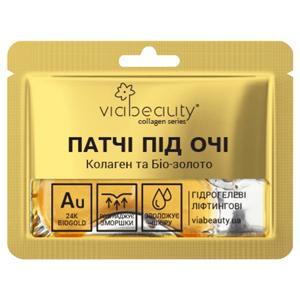 viabeauty®
collagen series
ПАТЧІ ПІД ОЧІ
Колаген та Біо-золото
Au
24K
BIOGOLD
РОЗГЛАДЖУЄ
ЗМОРШКИ
ЗВОЛОЖУЄ
ШКІРУ
ГІДРОГЕЛЕВІ
ЛІФТИНГОВІ
viabeauty.ua